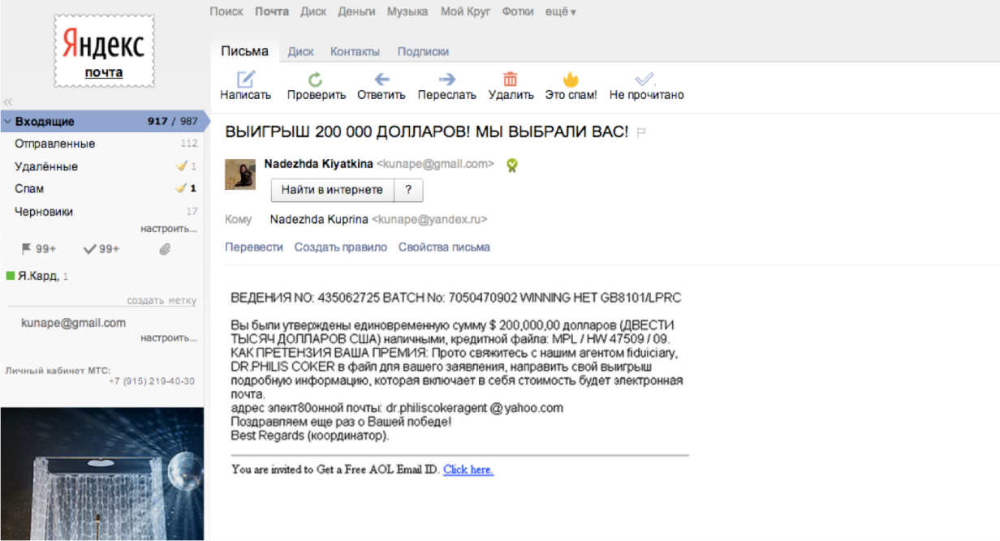 Поиск Почта Диск Деньги Музыка Мой Круг Фотки ещё ▾
Яндекс
почта
Письма Диск Контакты Подписки
Написать Проверить Ответить Переслать Удалить Это спам! Не прочитано
«
Входящие 917 / 987
Отправленные 112
Удалённые 1
Спам 1
Черновики 17
настроить...
99+ 99+
Я.Кард, 1
создать метку
kunape@gmail.com
настроить...
Личный кабинет МТС:
+7 (915) 219-40-30
ВЫИГРЫШ 200 000 ДОЛЛАРОВ! МЫ ВЫБРАЛИ ВАС!
Nadezhda Kiyatkina <kunape@gmail.com>
Найти в интернете ?
Кому Nadezhda Kuprina <kunape@yandex.ru>
Перевести Создать правило Свойства письма
ВЕДЕНИЯ NO: 435062725 BATCH No: 7050470902 WINNING НЕТ GB8101/LPRC
Вы были утверждены единовременную сумму $ 200,000,00 долларов (ДВЕСТИ
ТЫСЯЧ ДОЛЛАРОВ США) наличными, кредитной файла: MPL / HW 47509 / 09.
КАК ПРЕТЕНЗИЯ ВАША ПРЕМИЯ: Прото свяжитесь с нашим агентом fiduiciary,
DR.PHILIS COKER в файл для вашего заявления, направить свой выигрыш
подробную информацию, которая включает в себя стоимость будет электронная
почта.
адрес элект80онной почты: dr.philiscokeragent @ yahoo.com
Поздравляем еще раз о Вашей победе!
Best Regards (координатор).
You are invited to Get a Free AOL Email ID. Click here.